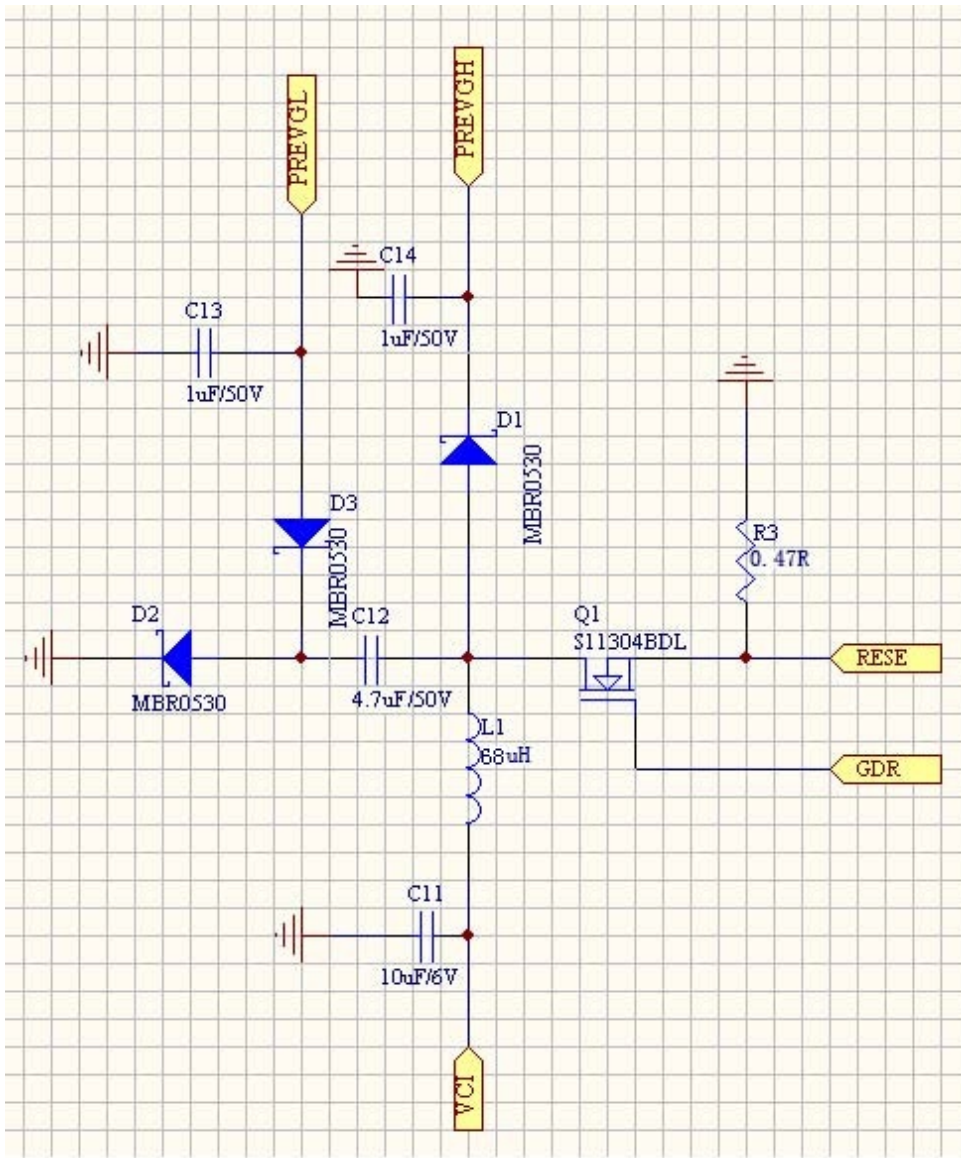 PREVGL
PREVGH
C14
1uF/50V
C13
1uF/50V
D1
MBR0530
D3
MBR0530
R3
0.47R
D2
MBR0530
C12
4.7uF/50V
Q1
S11304BDL
RESE
L1
68uH
GDR
C11
10uF/6V
VCI